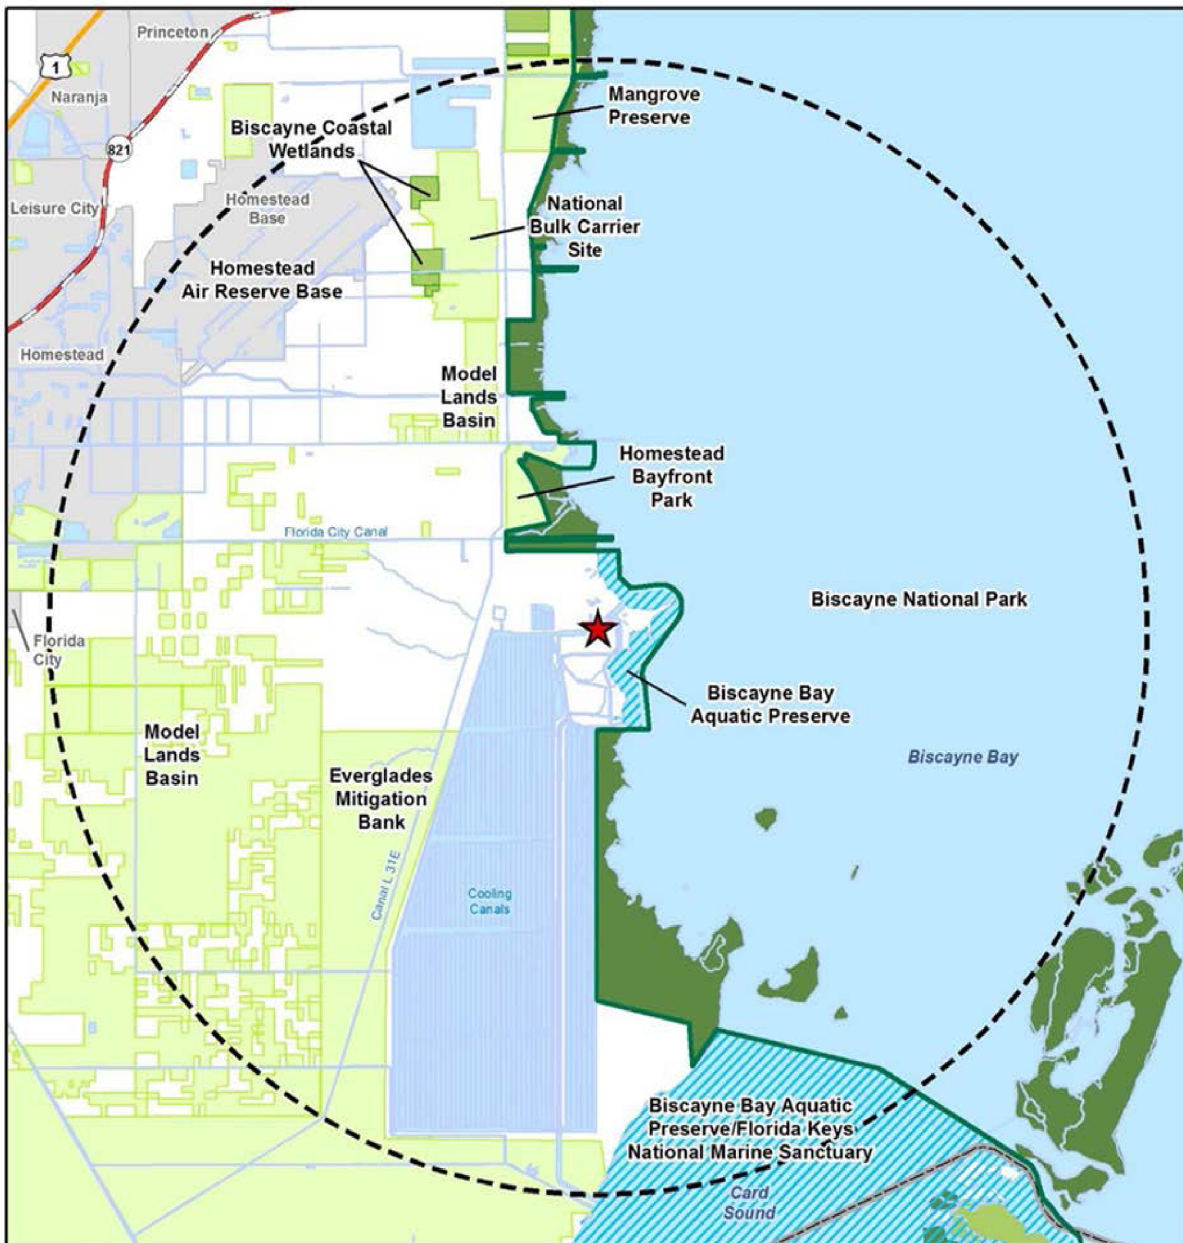 Princeton
1
Naranja
821
Mangrove
Preserve
Biscayne Coastal
Wetlands
Leisure City
Homestead
Base
National
Bulk Carrier
Site
Homestead
Air Reserve Base
Homestead
Model
Lands
Basin
Homestead
Bayfront
Park
Florida City Canal
Biscayne National Park
Florida
City
Biscayne Bay
Aquatic Preserve
Model
Lands
Basin
Biscayne Bay
Everglades
Mitigation
Bank
Canal L 31E
Cooling
Canals
Biscayne Bay Aquatic
Preserve/Florida Keys
National Marine Sanctuary
Card
Sound